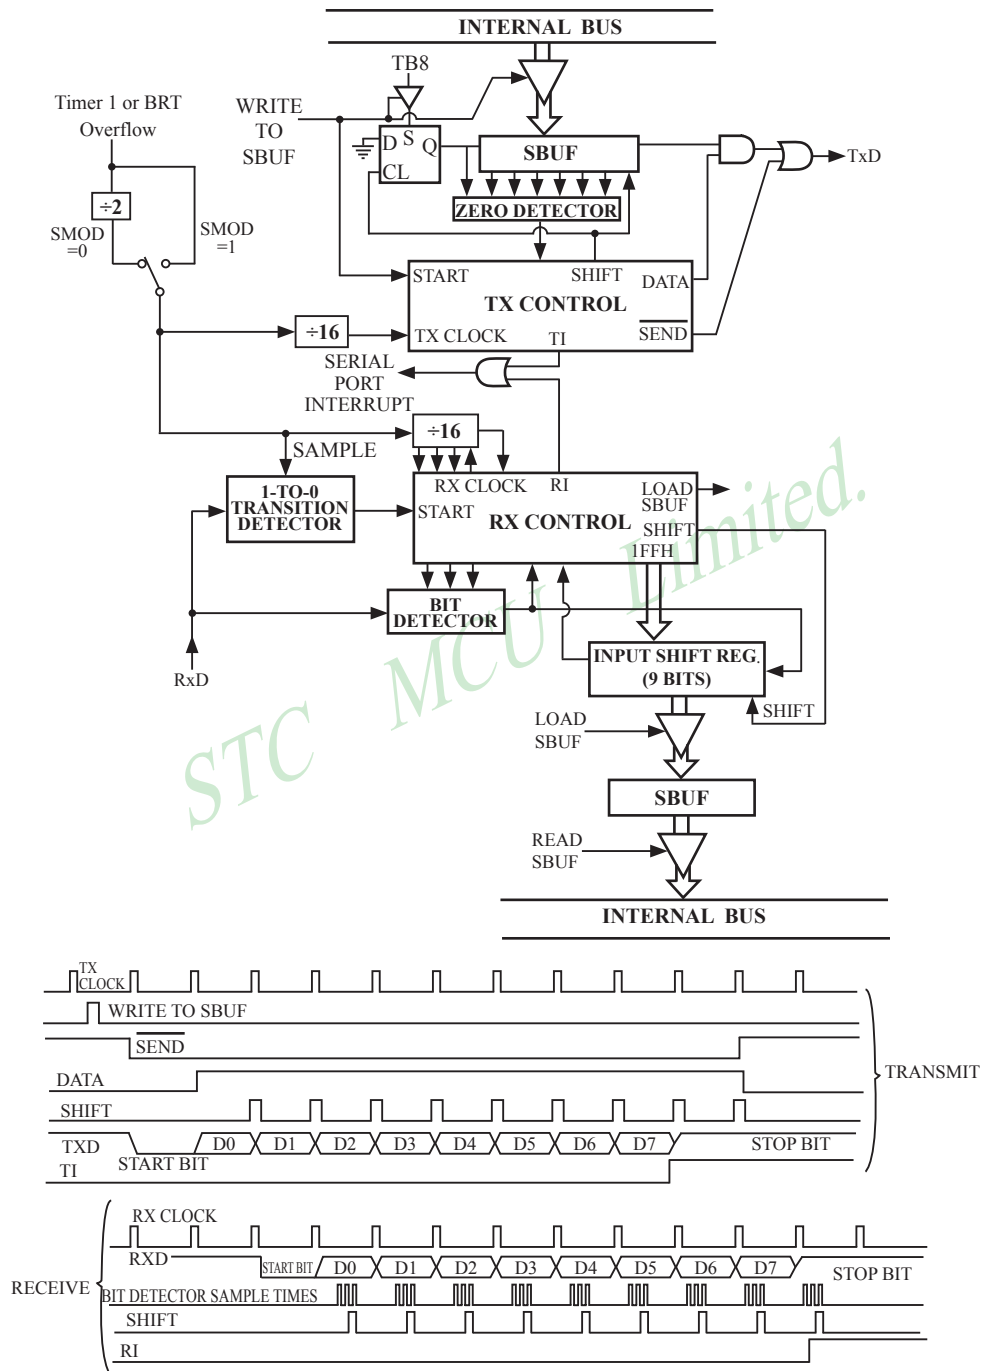 INTERNAL BUS
TB8
Timer 1 or BRT
Overflow
WRITE
TO
SBUF
D
S
Q
CL
SBUF
TxD
÷2
ZERO DETECTOR
SMOD
=0
SMOD
=1
START
SHIFT
DATA
TX CONTROL
÷16
TX CLOCK
TI
SEND
SERIAL
PORT
INTERRUPT
÷16
SAMPLE
1-TO-0
TRANSITION
DETECTOR
RX CLOCK
RI
LOAD
SBUF
START
RX CONTROL
SHIFT
1FFH
BIT
DETECTOR
RxD
INPUT SHIFT REG.
(9 BITS)
SHIFT
LOAD
SBUF
SBUF
READ
SBUF
INTERNAL BUS
STC MCU Limited.
TX
CLOCK
WRITE TO SBUF
SEND
DATA
TRANSMIT
SHIFT
TXD
START BIT
D0 D1 D2 D3 D4 D5 D6 D7
STOP BIT
TI
RX CLOCK
RXD
START BIT
D0 D1 D2 D3 D4 D5 D6 D7
STOP BIT
RECEIVE
BIT DETECTOR SAMPLE TIMES
SHIFT
RI